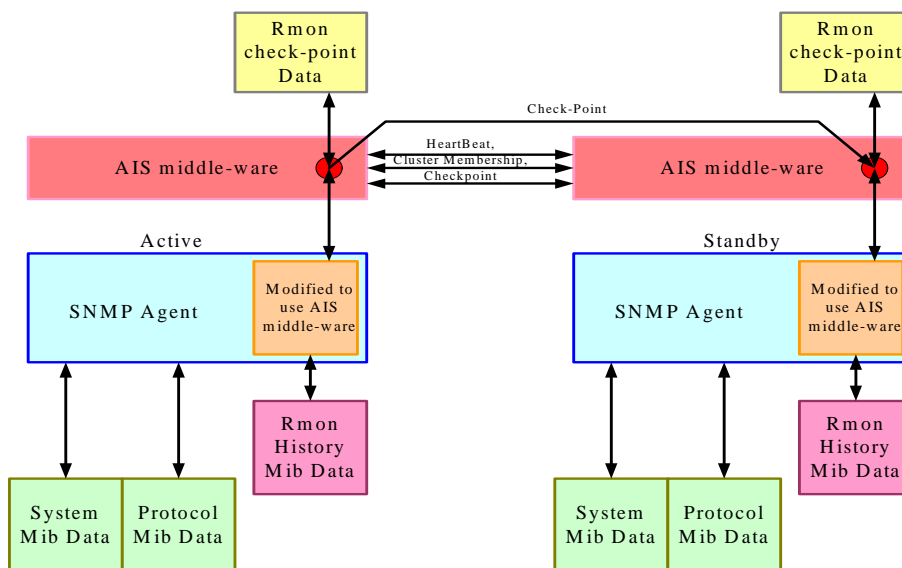 Rmon
check-point
Data
Rmon
check-point
Data
Check-Point
AIS middle-ware
HeartBeat,
Cluster Membership,
Checkpoint
AIS middle-ware
Active
Standby
SNMP Agent
Modified to
use AIS
middle-ware
SNMP Agent
Modified to
use AIS
middle-ware
Rmon
History
Mib Data
Rmon
History
Mib Data
System
Mib Data
Protocol
Mib Data
System
Mib Data
Protocol
Mib Data